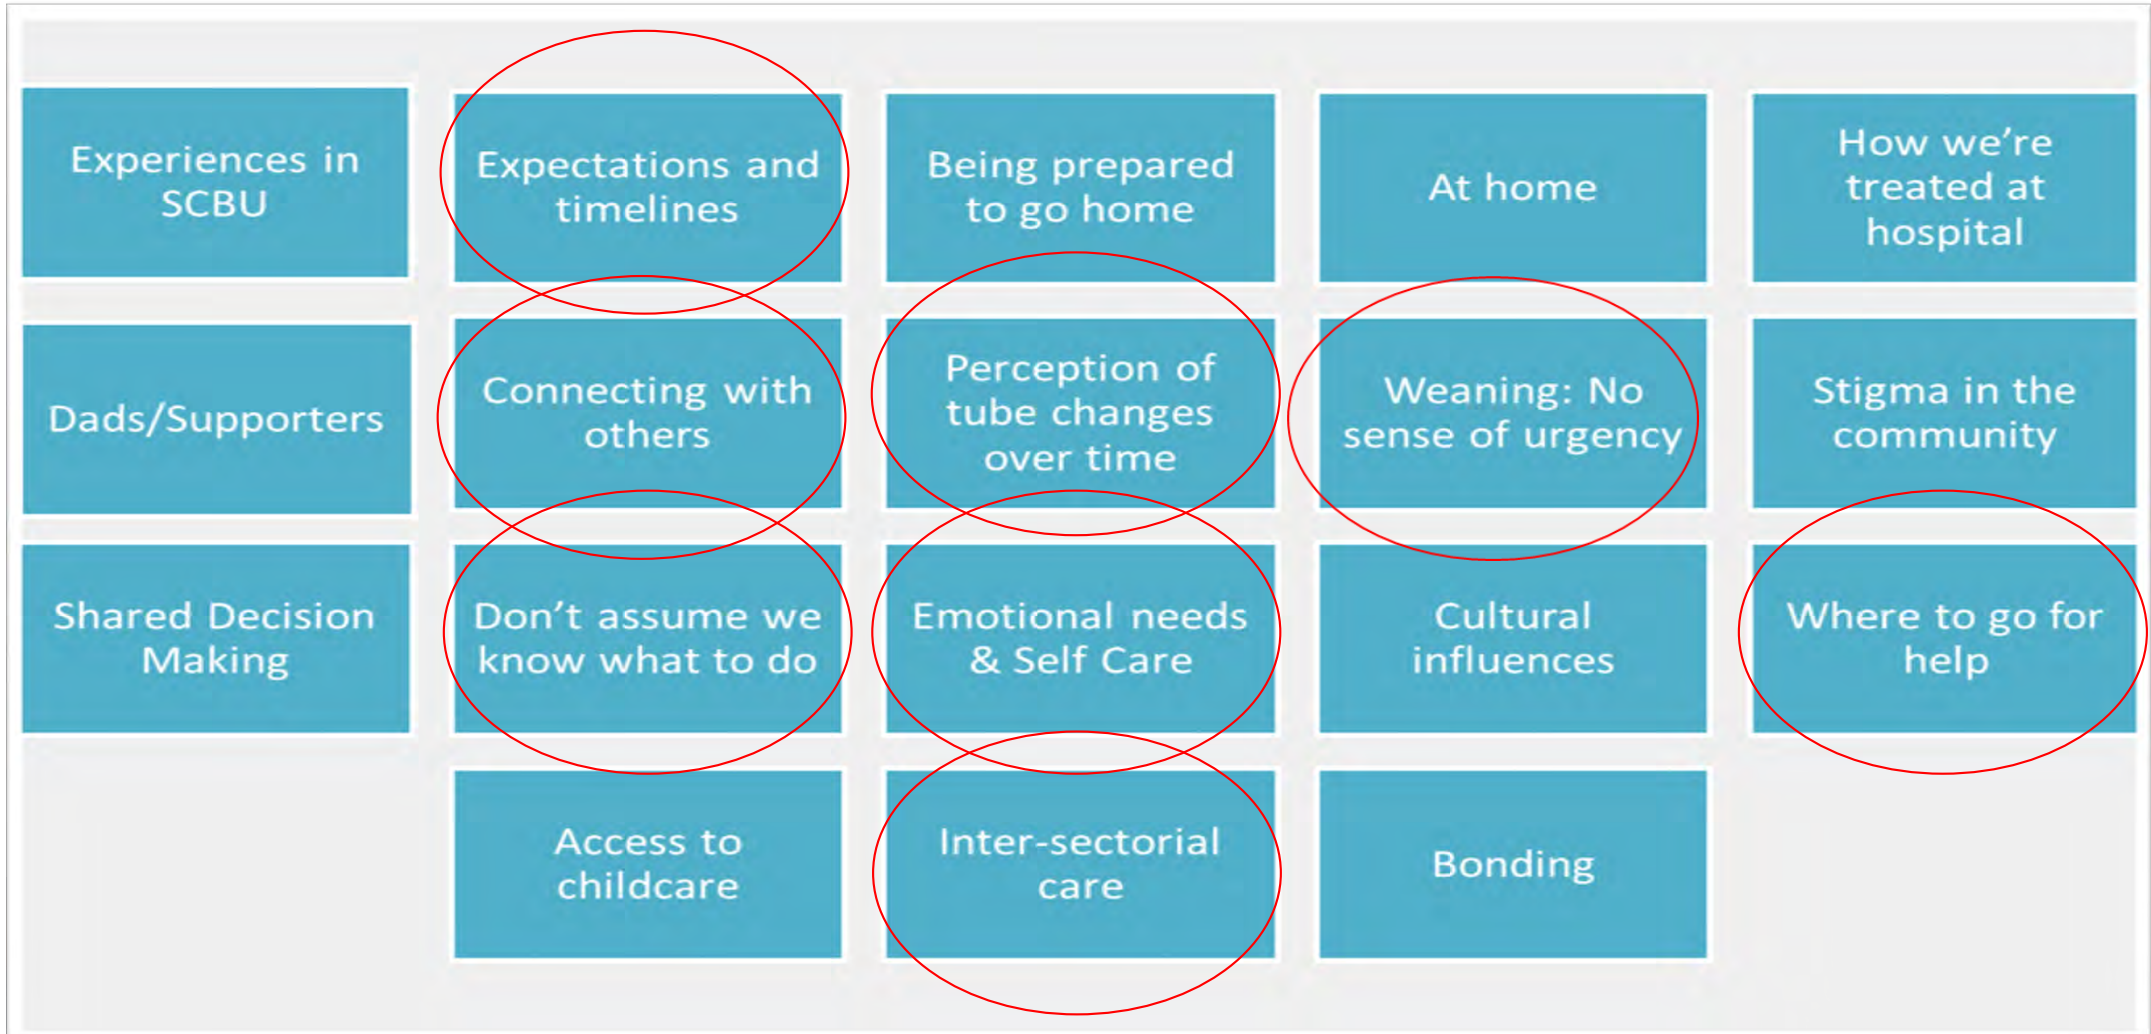 Experiences in
SCBU
Expectations and
timelines
Being prepared
to go home
At home
How we're
treated at
hospital
Dads/Supporters
Connecting with
others
Perception of
tube changes
over time
Weaning: No
sense of urgency
Stigma in the
community
Shared Decision
Making
Don't assume we
know what to do
Emotional needs
& Self Care
Cultural
influences
Where to go for
help
Access to
childcare
Inter-sectorial
care
Bonding